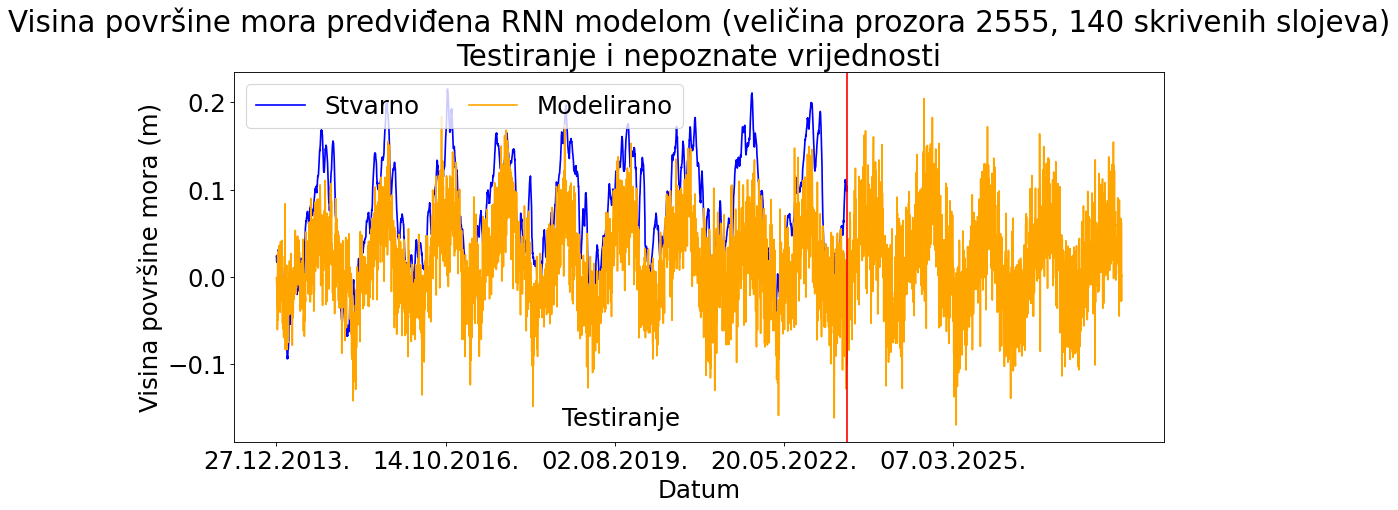 Visina površine mora predviđena RNN modelom (veličina prozora 2555, 140 skrivenih slojeva)
Testiranje i nepoznate vrijednosti
Stvarno
Modelirano
Visina površine mora (m)
0.2
0.1
0.0
−0.1
Testiranje
27.12.2013.
14.10.2016.
02.08.2019.
20.05.2022.
07.03.2025.
Datum